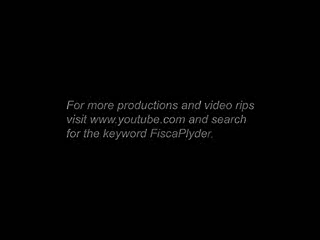 For more productions and video rips
visit www.youtube.com and search
for the keyword FiscaPlyder.